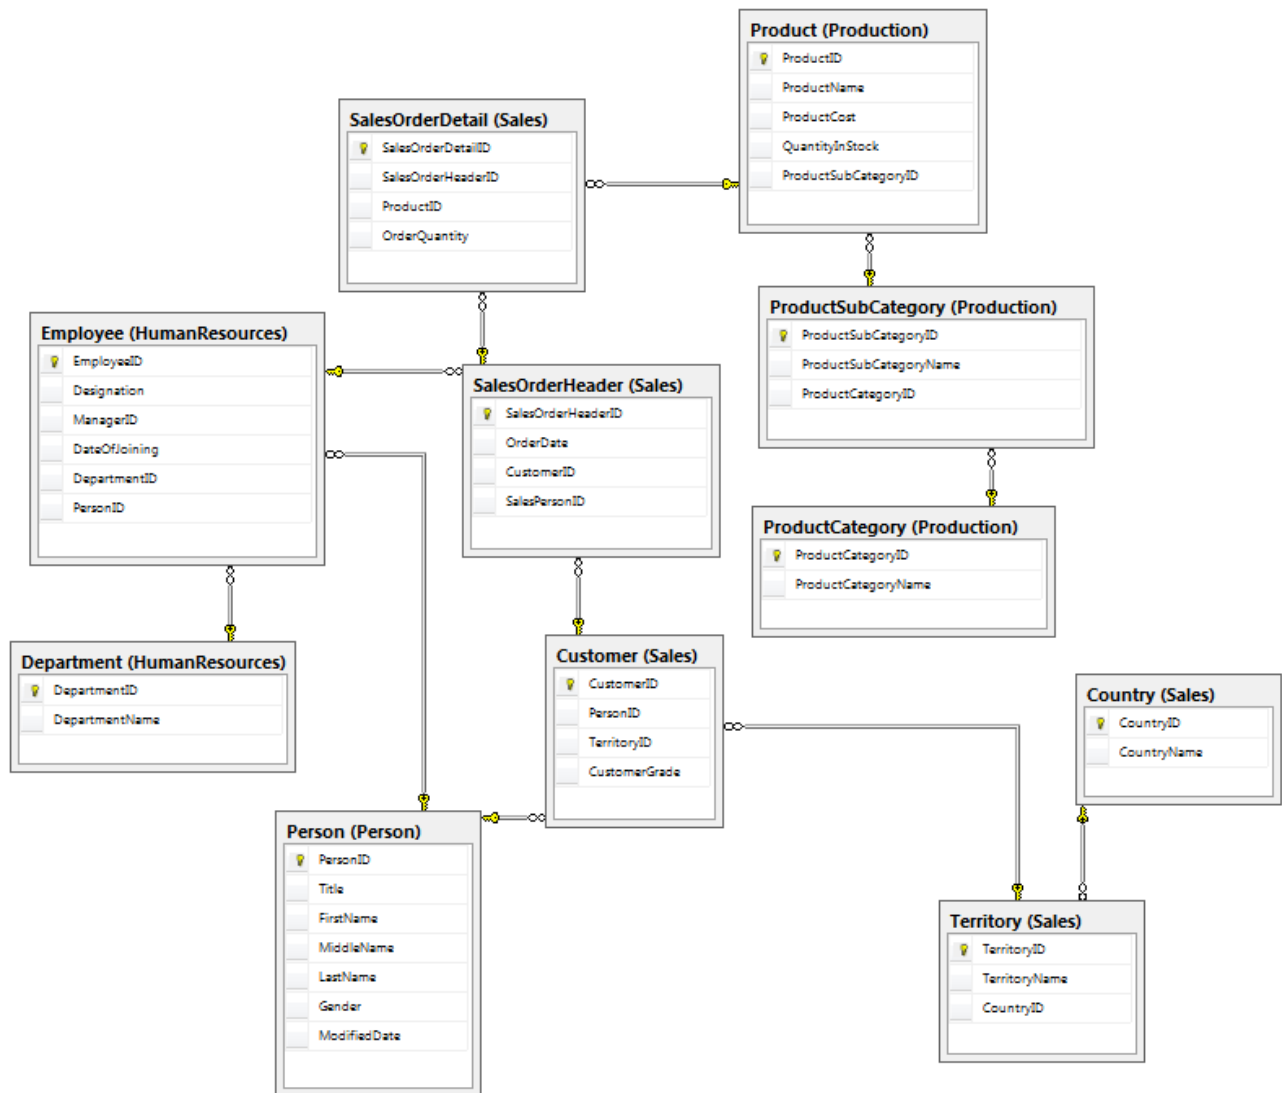 Product (Production)
ProductID
ProductName
ProductCost
QuantityInStock
ProductSubCategoryID
SalesOrderDetail (Sales)
SalesOrderDetailID
SalesOrderHeaderID
ProductID
OrderQuantity
ProductSubCategory (Production)
ProductSubCategoryID
ProductSubCategoryName
ProductCategoryID
Employee (HumanResources)
EmployeeID
Designation
ManagerID
DateOfJoining
DepartmentID
PersonID
SalesOrderHeader (Sales)
SalesOrderHeaderID
OrderDate
CustomerID
SalesPersonID
ProductCategory (Production)
ProductCategoryID
ProductCategoryName
Department (HumanResources)
DepartmentID
DepartmentName
Customer (Sales)
CustomerID
PersonID
TerritoryID
CustomerGrade
Country (Sales)
CountryID
CountryName
Person (Person)
PersonID
Title
FirstName
MiddleName
LastName
Gender
ModifiedDate
Territory (Sales)
TerritoryID
TerritoryName
CountryID